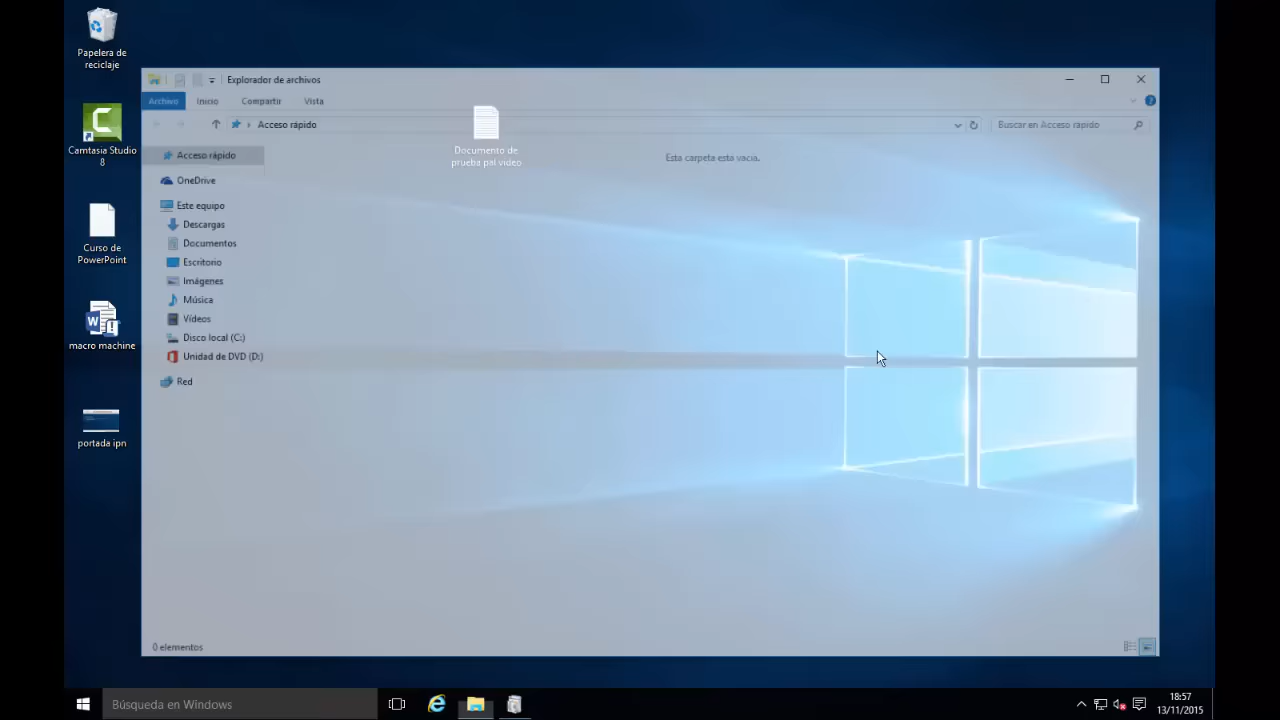 Papelera de
reciclaje
Camtasia Studio
8
Curso de
PowerPoint
macro machine
portada ipn
Explorador de archivos
Archivo
Inicio
Compartir
Vista
Acceso rápido
Buscar en Acceso rápido
Documento de
prueba pal video
Esta carpeta está vacía.
Acceso rápido
OneDrive
Este equipo
Descargas
Documentos
Escritorio
Imágenes
Música
Vídeos
Disco local (C:)
Unidad de DVD (D:)
Red
0 elementos
Búsqueda en Windows
18:57
13/11/2015